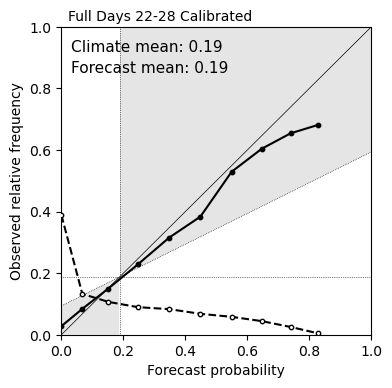 Full Days 22-28 Calibrated
Climate mean: 0.19
Forecast mean: 0.19
Observed relative frequency
1.0
0.8
0.6
0.4
0.2
0.0
0.0 0.2 0.4 0.6 0.8 1.0
Forecast probability